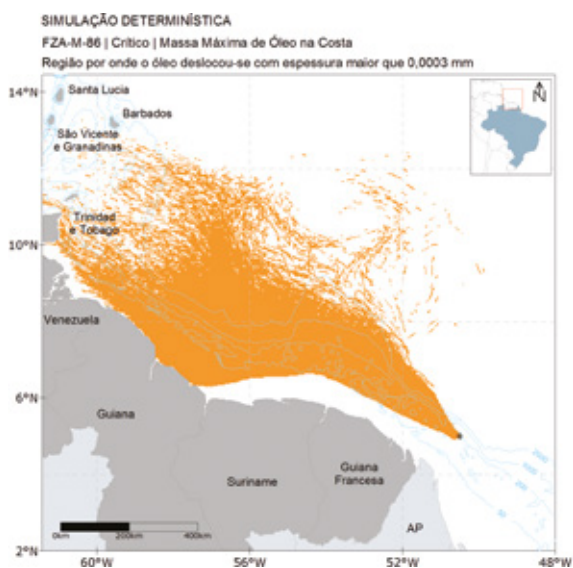 SIMULAÇÃO DETERMINÍSTICA
FZA-M-86 | Crítico | Massa Máxima de Óleo na Costa
Região por onde o óleo deslocou-se com espessura maior que 0,0003 mm
14°N
Santa Lucia
Barbados
São Vicente
e Granadinas
N
Trinidad
e Tobago
10°N
Venezuela
6°N
Guiana
Suriname
Guiana
Francesa
AP
0km
200km
400km
2°N
60°W
56°W
52°W
48°W